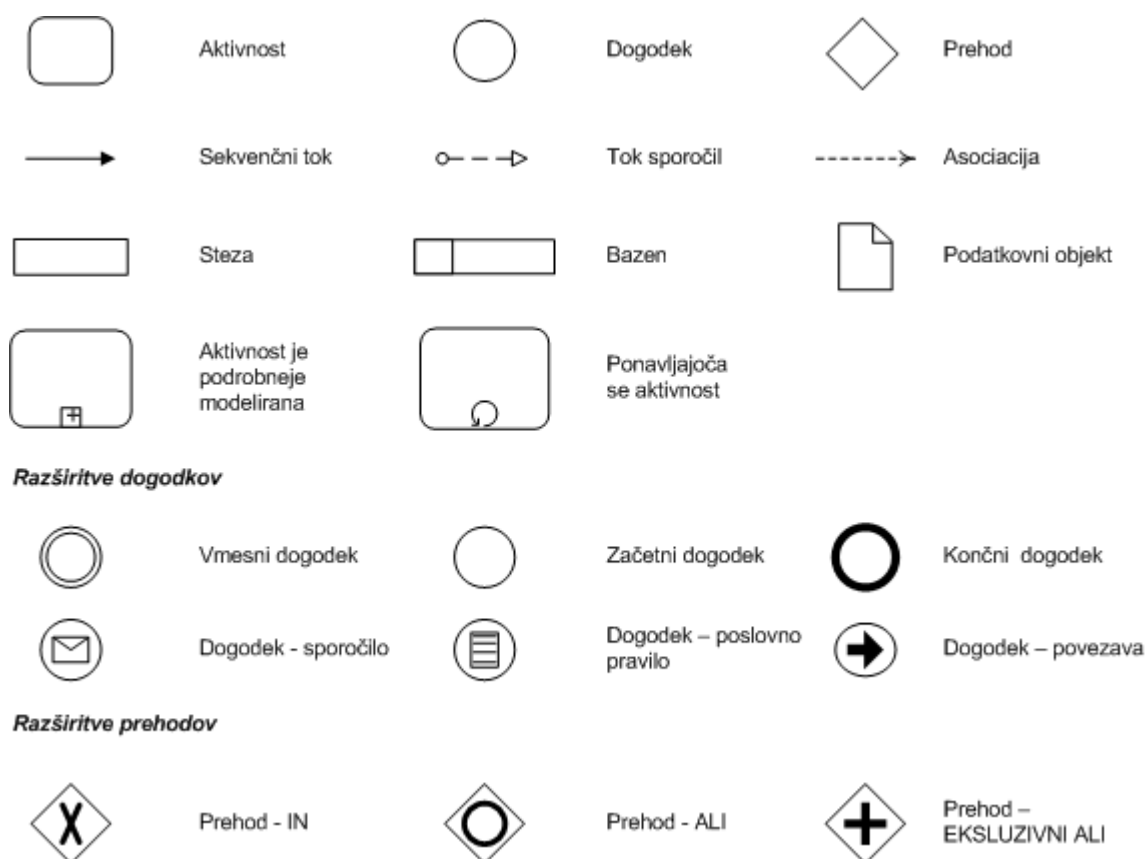 Aktivnost
Dogodek
Prehod
Sekvenčni tok
Tok sporočil
Asociacija
Steza
Bazen
Podatkovni objekt
Aktivnost je
podrobneje
modelirana
Ponavljajoča
se aktivnost
Razširitve dogodkov
Vmesni dogodek
Začetni dogodek
Končni dogodek
Dogodek - sporočilo
Dogodek – poslovno
pravilo
Dogodek – povezava
Razširitve prehodov
Prehod - IN
Prehod - ALI
Prehod –
EKSLUZIVNI ALI